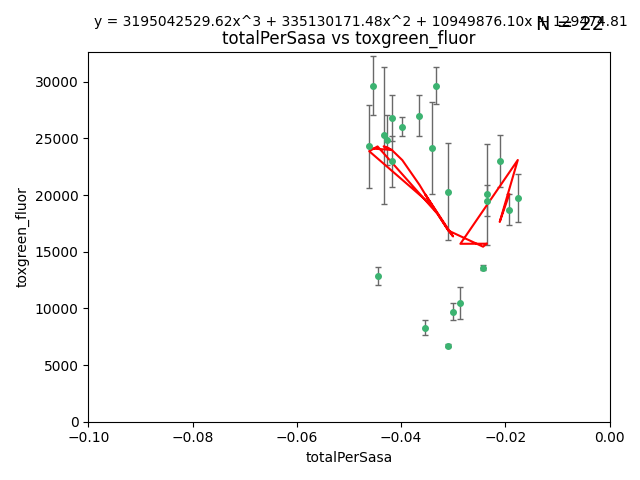 y = 3195042529.62x^3 + 335130171.48x^2 + 10949876.10x + 129474.81
N = 22
totalPerSasa vs toxgreen_fluor
toxgreen_fluor
30000
25000
20000
15000
10000
5000
0
−0.10 −0.08 −0.06 −0.04 −0.02 0.00
totalPerSasa